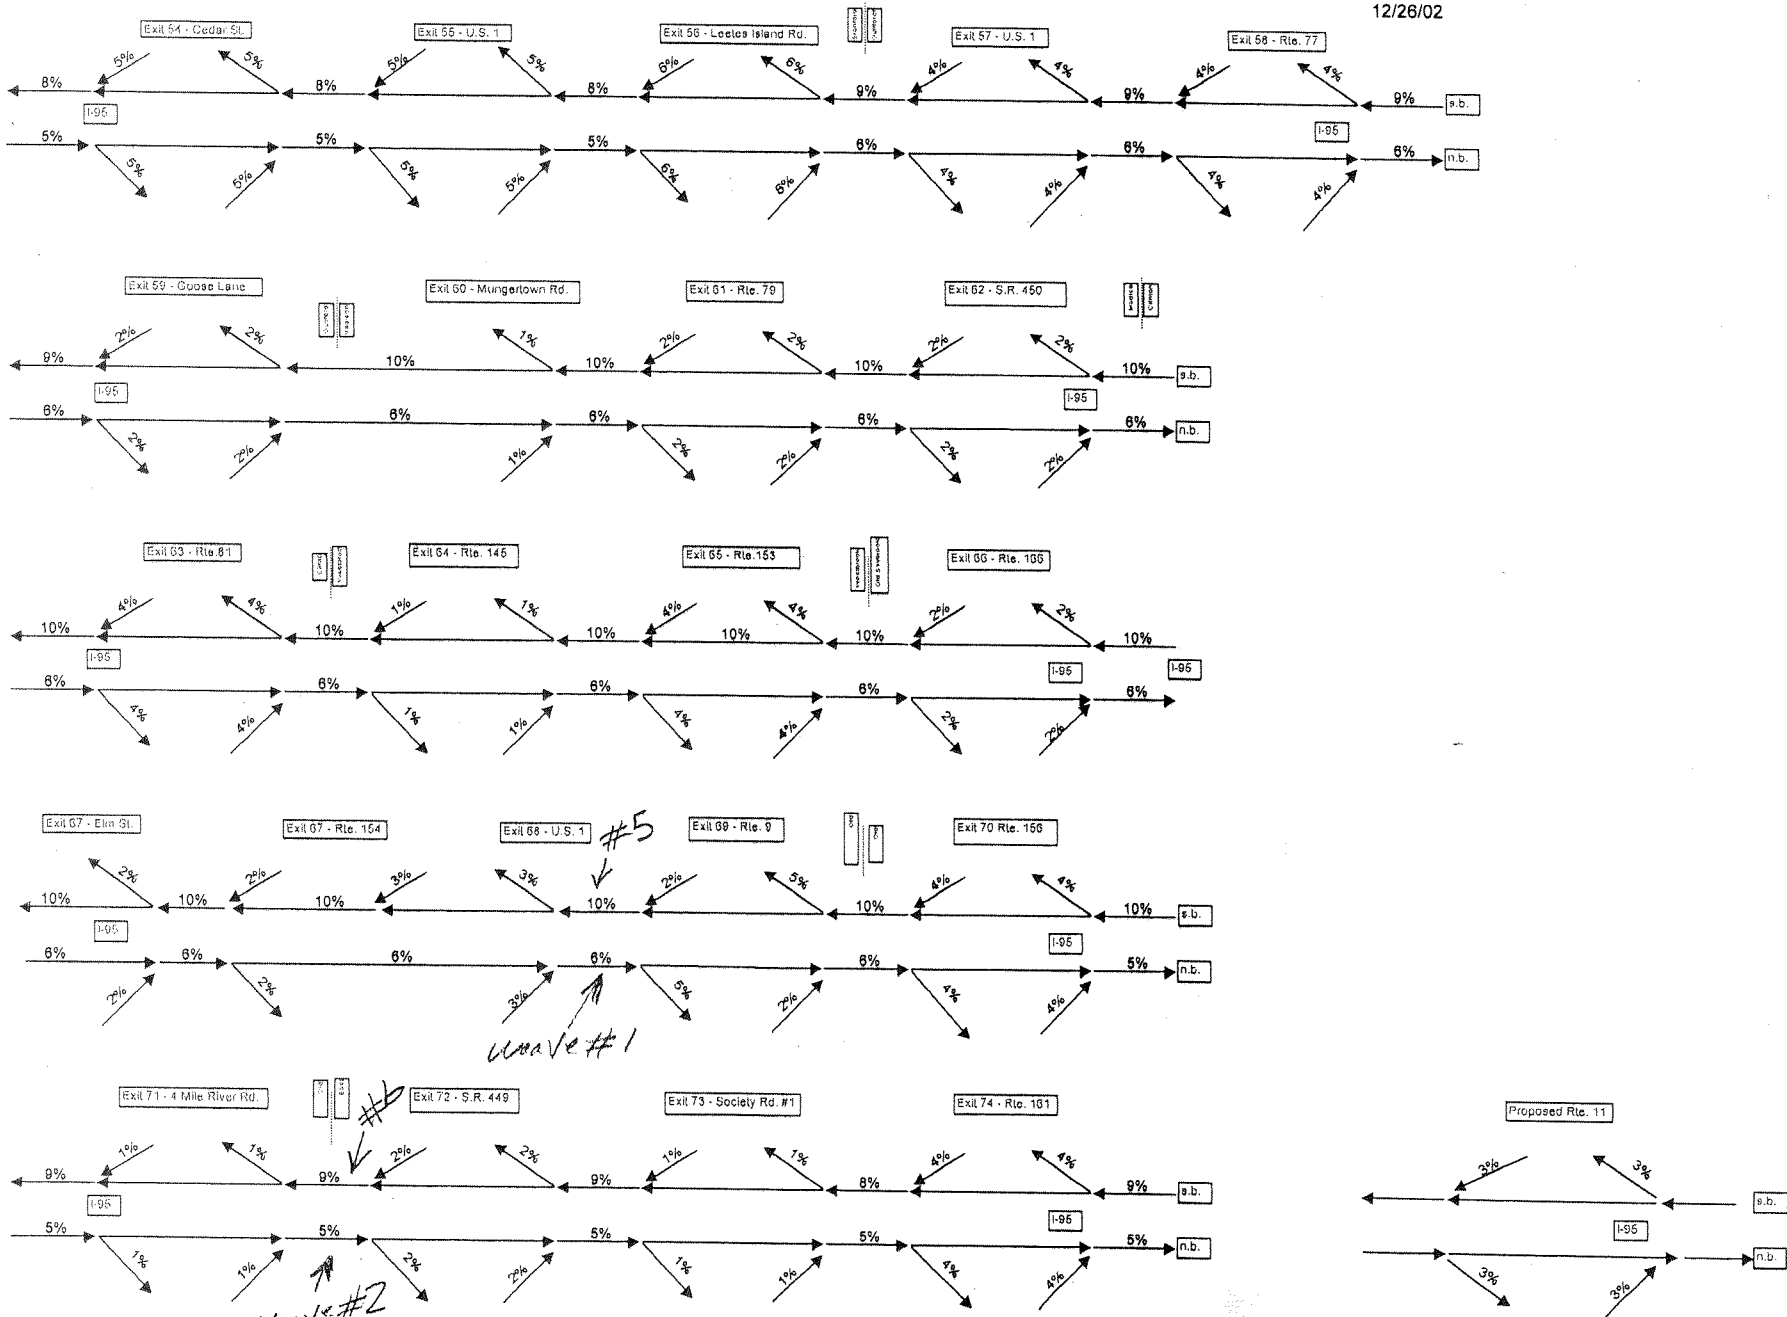 12/26/02
Exit 54 - Cedar St. Exit 55 - U.S. 1 Exit 56 - Leetes Island Rd. Exit 57 - U.S. 1 Exit 58 - Rte. 77
5% 5% 5% 5% 6% 6% 4% 4% 4% 4%
8% 8% 8% 9% 9% 9% s.b.
I-95 I-95
5% 5% 5% 6% 6% 6% n.b.
5% 5% 5% 5% 6% 6% 4% 4% 4% 4%
Exit 59 - Goose Lane Exit 60 - Mungertown Rd. Exit 61 - Rte. 79 Exit 62 - S.R. 450
2% 2% 1% 2% 2% 2% 2%
9% 10% 10% 10% 10% s.b.
I-95 I-95
6% 6% 6% 6% 6% n.b.
2% 2% 1% 2% 2% 2% 2%
Exit 63 - Rte.81 Exit 64 - Rte. 145 Exit 65 - Rte.153 Exit 66 - Rte. 166
4% 4% 1% 1% 4% 4% 2% 2%
10% 10% 10% 10% 10% 10%
I-95 I-95 I-95
6% 6% 6% 6% 6%
4% 4% 1% 1% 4% 4% 2% 2%
Exit 67 - Elm St. Exit 67 - Rte. 154 Exit 68 - U.S. 1 #5 Exit 69 - Rte. 9 Exit 70 Rte. 156
2% 2% 3% 3% 2% 5% 4% 4%
10% 10% 10% 10% 10% 10% s.b.
I-95 I-95
6% 6% 6% 6% 6% 5% n.b.
2% 2% 3% 5% 2% 4% 4%
weave #1
Exit 71 - 4 Mile River Rd. #6 Exit 72 - S.R. 449 Exit 73 - Society Rd. #1 Exit 74 - Rte. 161 Proposed Rte. 11
1% 1% 2% 2% 1% 1% 4% 4% 3% 3%
9% 9% 9% 8% 9% s.b. s.b.
I-95 I-95 I-95
5% 5% 5% 5% 5% n.b. n.b.
1% 1% 2% 2% 1% 1% 4% 4% 3% 3%
#2